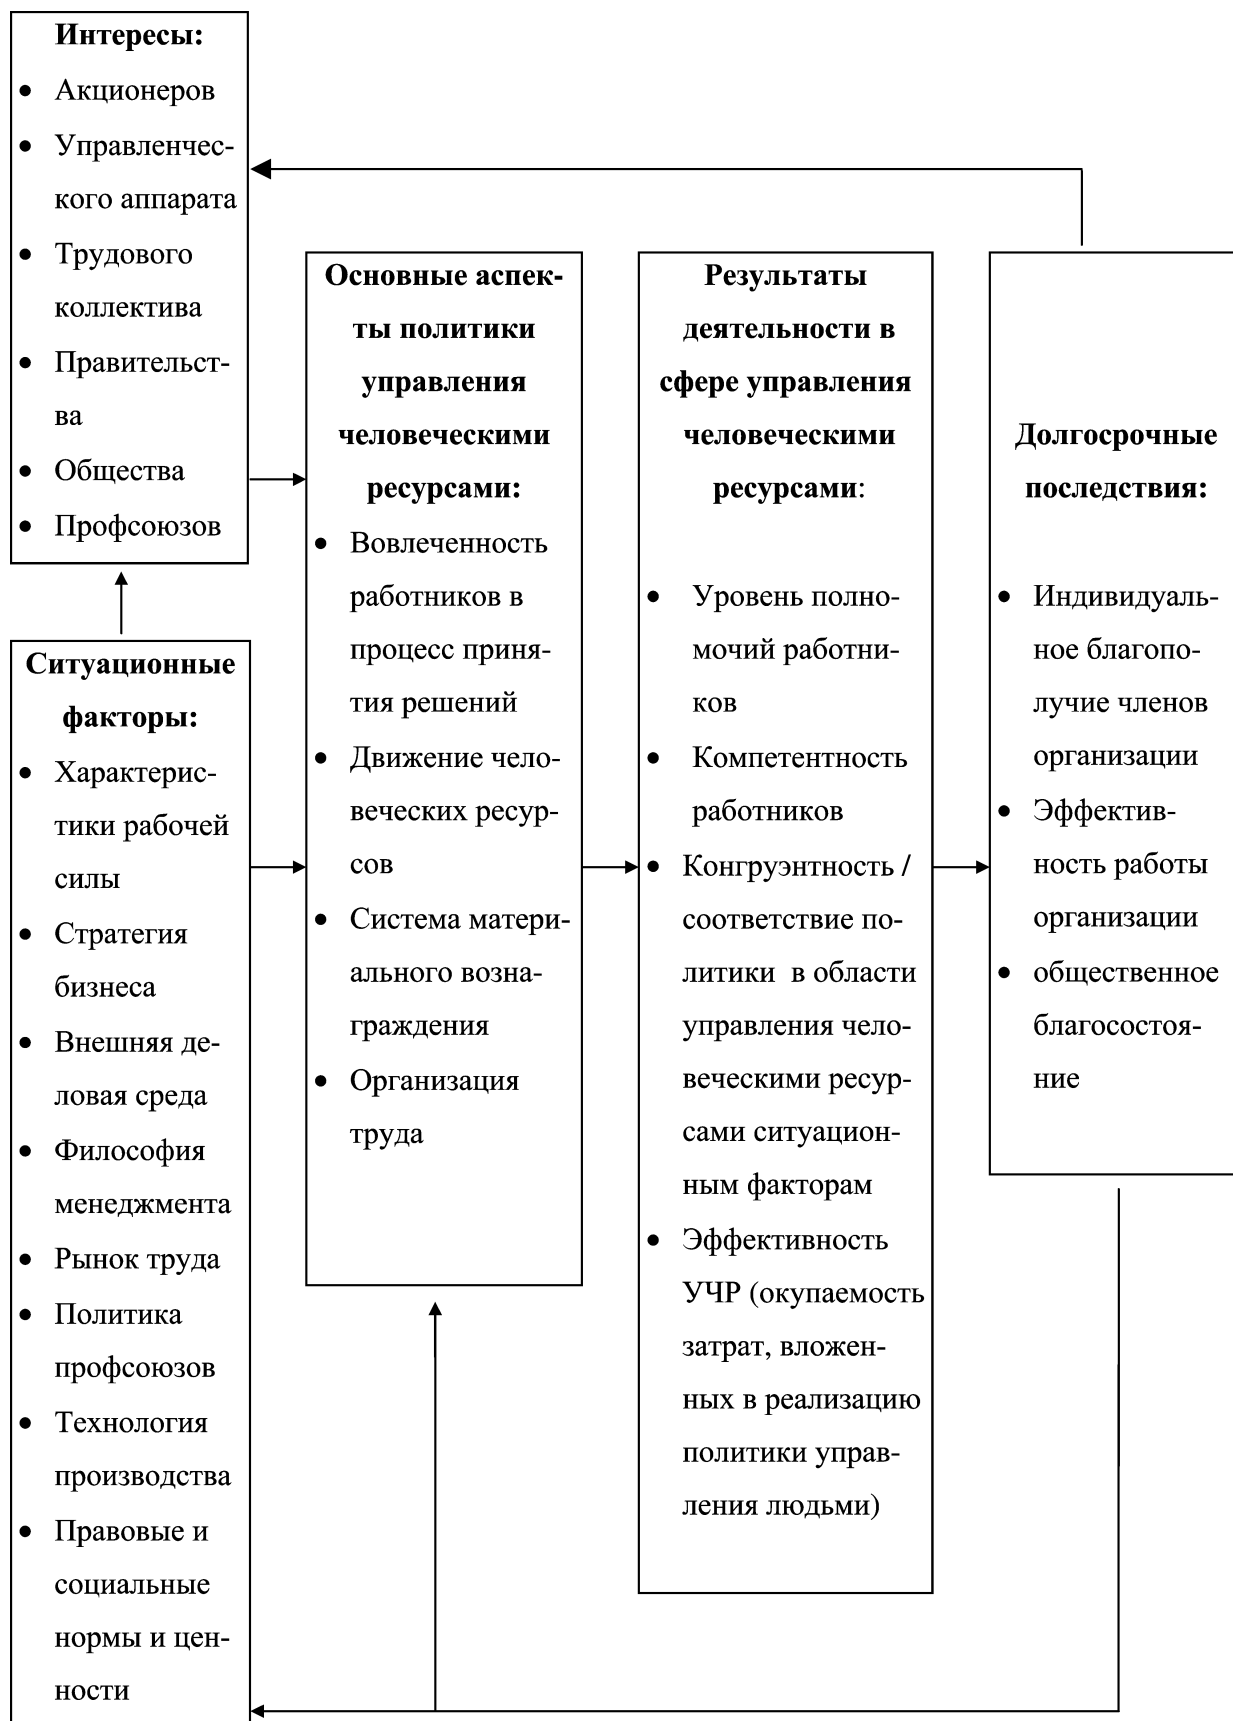 Интересы:
• Акционеров
• Управленчес-
кого аппарата
• Трудового
коллектива
• Правительст-
ва
• Общества
• Профсоюзов
Ситуационные
факторы:
• Характерис-
тики рабочей
силы
• Стратегия
бизнеса
• Внешняя де-
ловая среда
• Философия
менеджмента
• Рынок труда
• Политика
профсоюзов
• Технология
производства
• Правовые и
социальные
нормы и цен-
ности
Основные аспек-
ты политики
управления
человеческими
ресурсами:
• Вовлеченность
работников в
процесс приня-
тия решений
• Движение чело-
веческих ресур-
сов
• Система матери-
ального возна-
граждения
• Организация
труда
Результаты
деятельности в
сфере управления
человеческими
ресурсами:
• Уровень полно-
мочий работни-
ков
• Компетентность
работников
• Конгруэнтность /
соответствие по-
литики в области
управления чело-
веческими ресур-
сами ситуацион-
ным факторам
• Эффективность
УЧР (окупаемость
затрат, вложен-
ных в реализацию
политики управ-
ления людьми)
Долгосрочные
последствия:
• Индивидуаль-
ное благопо-
лучие членов
организации
• Эффектив-
ность работы
организации
• общественное
благосостоя-
ние